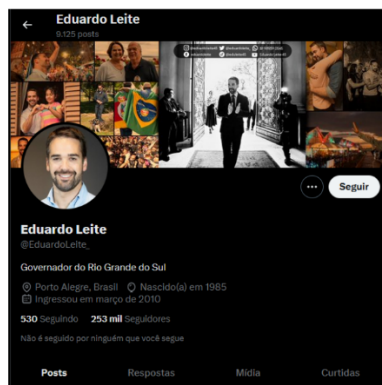 Eduardo Leite
9.125 posts
Eduardo Leite
@EduardoLeite_
Seguir
Governador do Rio Grande do Sul
Porto Alegre, Brasil Nascido(a) em 1985
Ingressou em março de 2010
530 Seguindo 253 mil Seguidores
Não é seguido por ninguém que você segue
Posts Respostas Mídia Curtidas